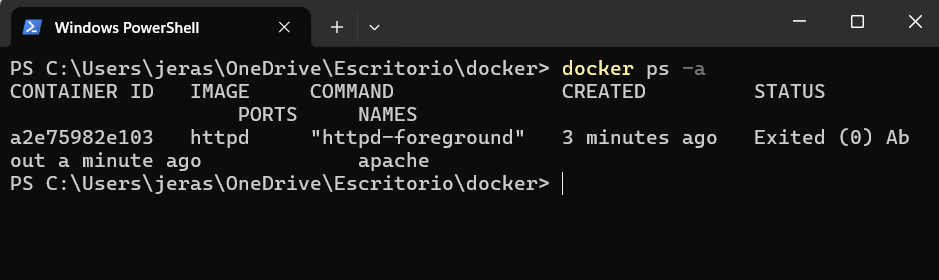 Windows PowerShell
PS C:\Users\jeras\OneDrive\Escritorio\docker> docker ps -a
CONTAINER ID   IMAGE     COMMAND              CREATED         STATUS
                   PORTS     NAMES
a2e75982e103   httpd     "httpd-foreground"   3 minutes ago   Exited (0) Ab
out a minute ago             apache
PS C:\Users\jeras\OneDrive\Escritorio\docker>